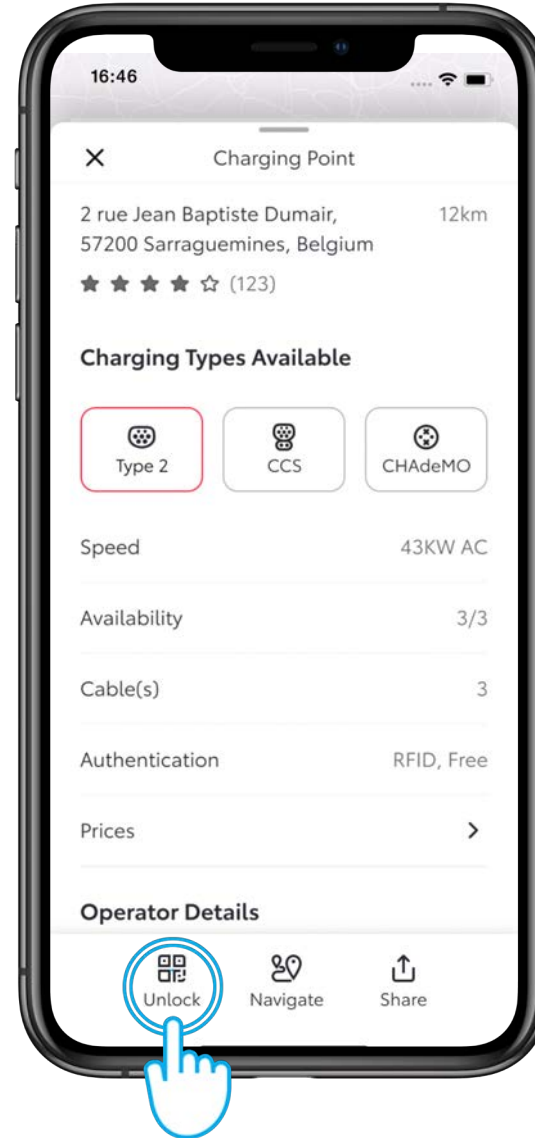 16:46
Charging Point
2 rue Jean Baptiste Dumair, 12km
57200 Sarraguemines, Belgium
(123)
Charging Types Available
Type 2 CCS CHAdeMO
Speed 43KW AC
Availability 3/3
Cable(s) 3
Authentication RFID, Free
Prices
Operator Details
Unlock Navigate Share